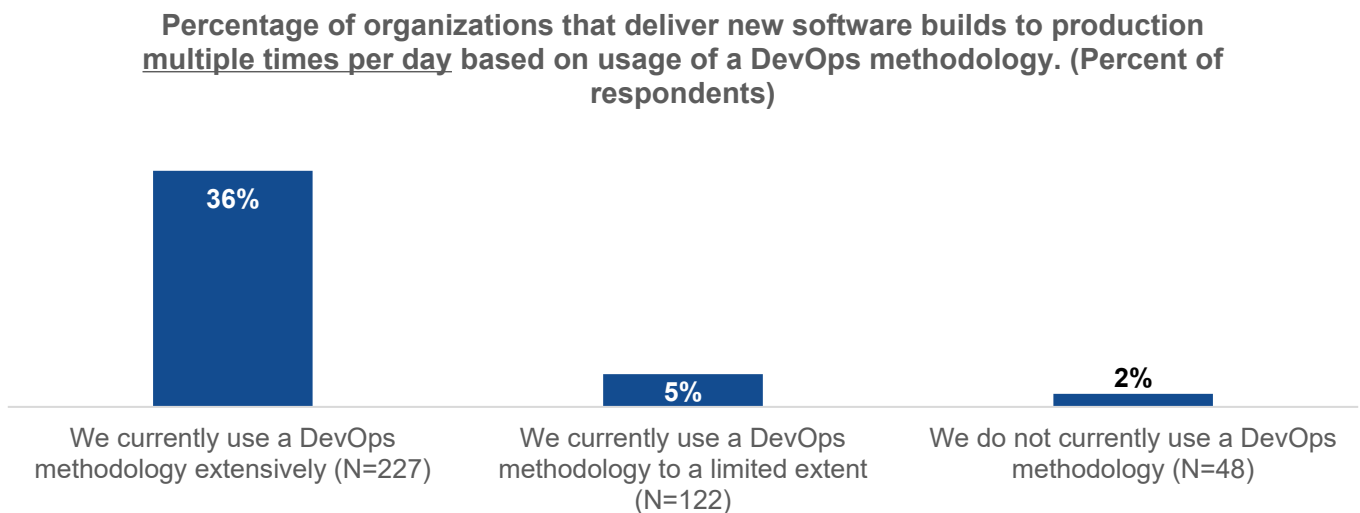 Percentage of organizations that deliver new software builds to production
multiple times per day based on usage of a DevOps methodology. (Percent of
respondents)
36%
5%
2%
We currently use a DevOps
methodology extensively (N=227)
We currently use a DevOps
methodology to a limited extent
(N=122)
We do not currently use a DevOps
methodology (N=48)